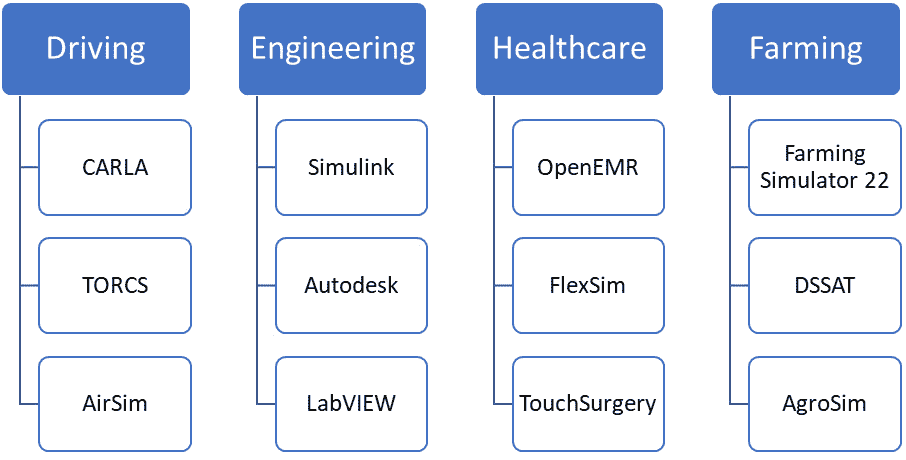 Driving
CARLA
TORCS
AirSim
Engineering
Simulink
Autodesk
LabVIEW
Healthcare
OpenEMR
FlexSim
TouchSurgery
Farming
Farming
Simulator 22
DSSAT
AgroSim